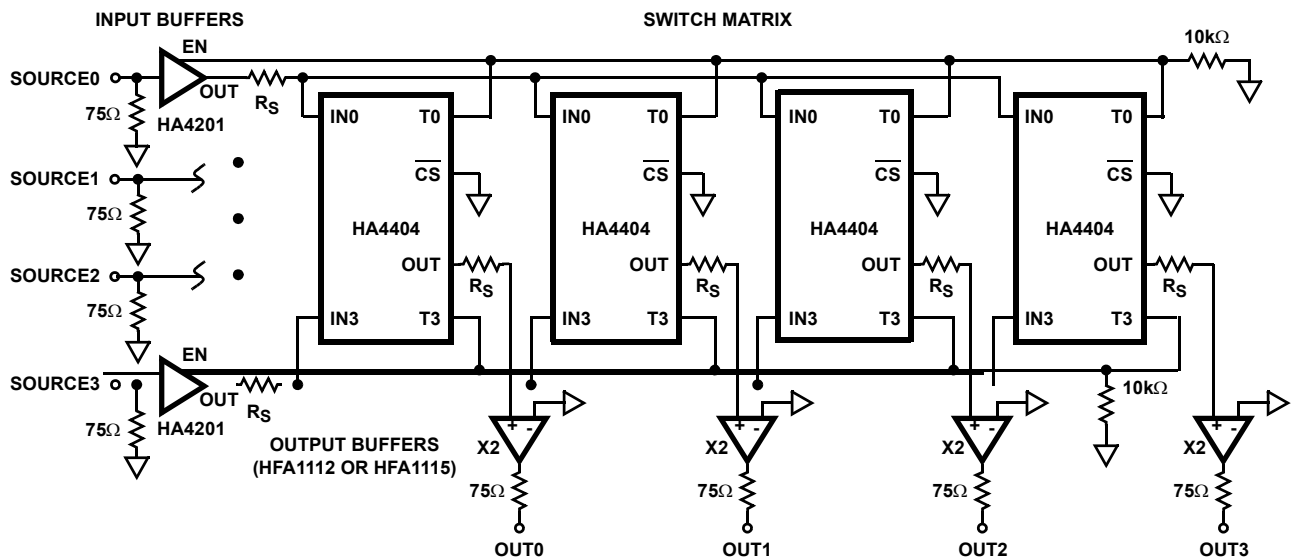 INPUT BUFFERS
SWITCH MATRIX
EN
10kΩ
SOURCE0
OUT
RS
75Ω
HA4201
IN0
T0
IN0
T0
IN0
T0
IN0
T0
SOURCE1
CS
CS
CS
CS
75Ω
HA4404
HA4404
HA4404
HA4404
SOURCE2
OUT
RS
OUT
RS
OUT
RS
OUT
RS
75Ω
IN3
T3
IN3
T3
IN3
T3
IN3
T3
EN
SOURCE3
OUT
RS
10kΩ
75Ω
HA4201
OUTPUT BUFFERS
(HFA1112 OR HFA1115)
+ -
X2
+ -
X2
+ -
X2
+ -
X2
75Ω
75Ω
75Ω
75Ω
OUT0
OUT1
OUT2
OUT3